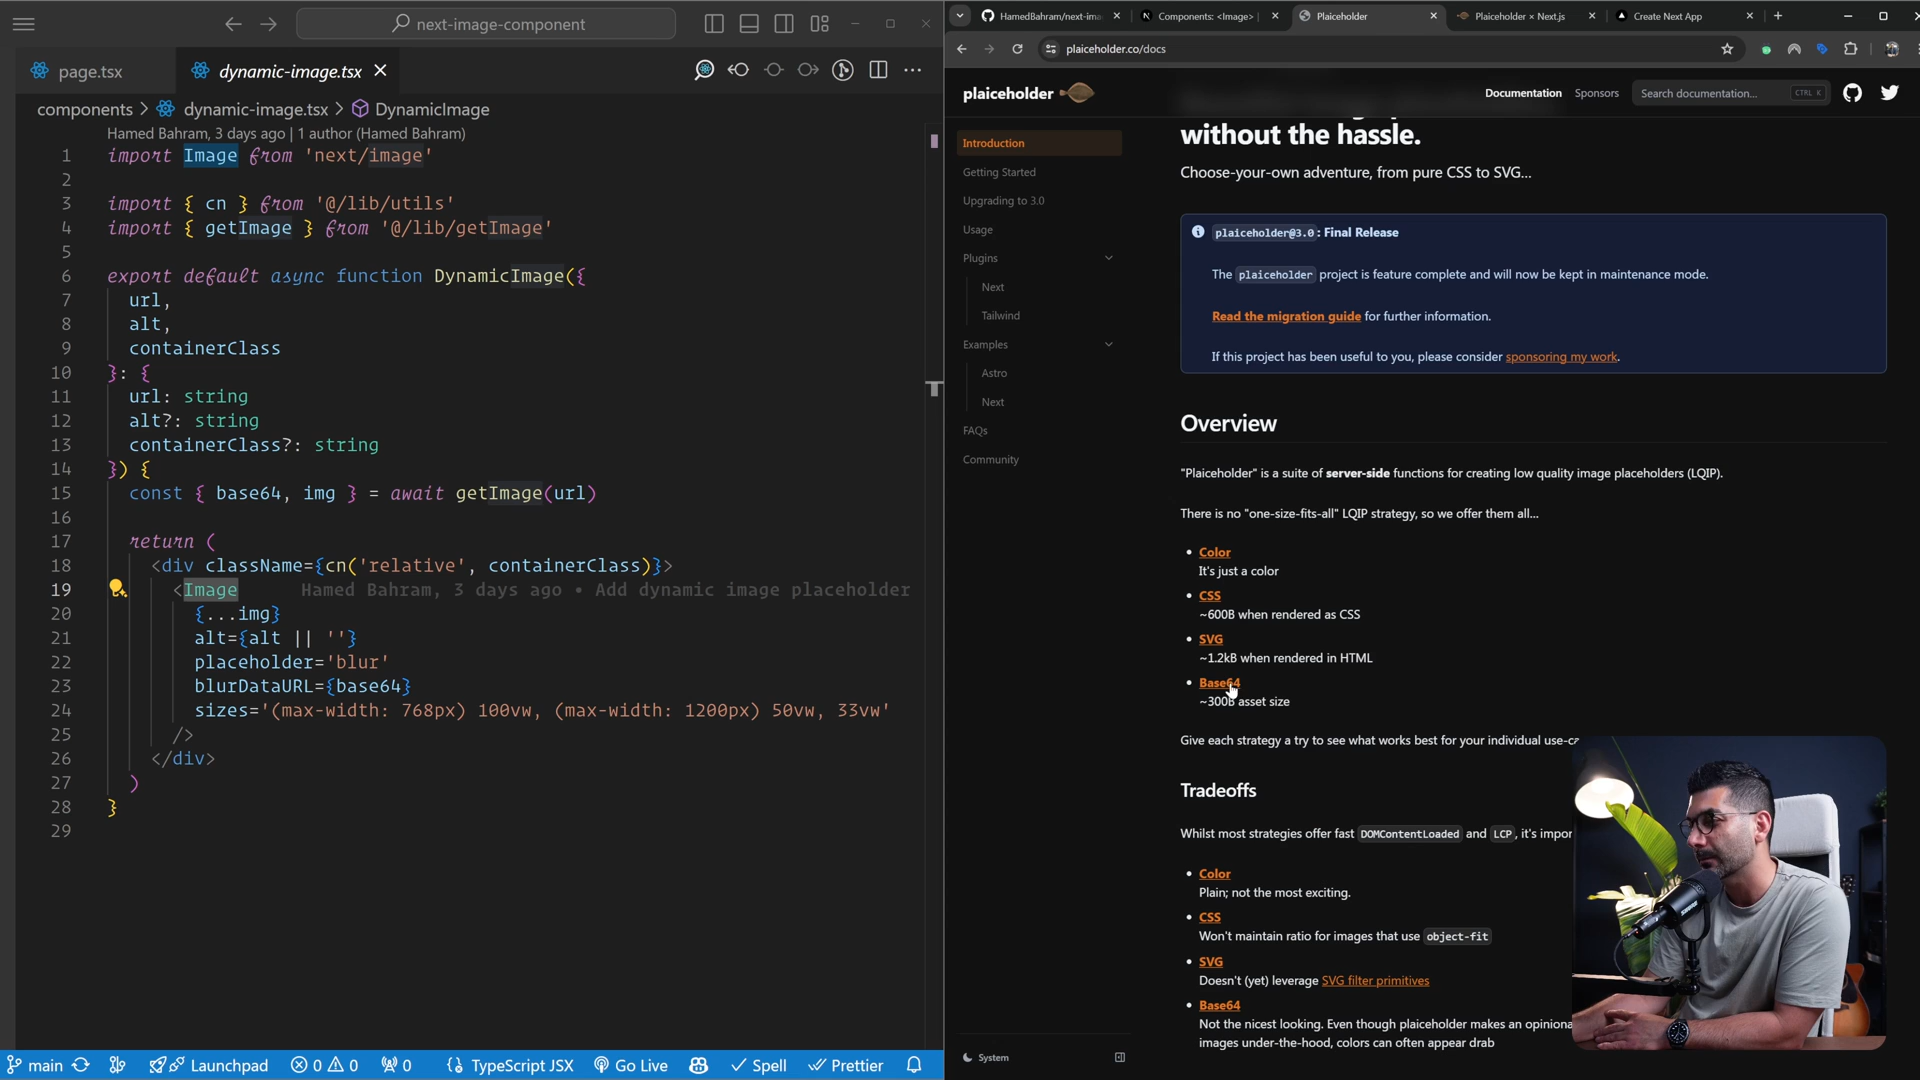 next-image-component
page.tsx
dynamic-image.tsx
components > dynamic-image.tsx > DynamicImage
Hamed Bahram, 3 days ago | 1 author (Hamed Bahram)
1 import Image from 'next/image'
2
3 import { cn } from '@/lib/utils'
4 import { getImage } from '@/lib/getImage'
5
6 export default async function DynamicImage({
7 url,
8 alt,
9 containerClass
10 }: {
11 url: string
12 alt?: string
13 containerClass?: string
14 }) {
15 const { base64, img } = await getImage(url)
16
17 return (
18 <div className={cn('relative', containerClass)}>
19 <Image Hamed Bahram, 3 days ago • Add dynamic image placeholder
20 {...img}
21 alt={alt || ''}
22 placeholder='blur'
23 blurDataURL={base64}
24 sizes='(max-width: 768px) 100vw, (max-width: 1200px) 50vw, 33vw'
25 />
26 </div>
27 )
28 }
29
main
Launchpad
0 0
0
TypeScript JSX
Go Live
Spell
Prettier
HamedBahram/next-ima
Components: <Image> |
Plaiceholder
Plaiceholder × Next.js
Create Next App
plaiceholder.co/docs
plaiceholder
Documentation
Sponsors
Search documentation...
CTRL K
Introduction
Getting Started
Upgrading to 3.0
Usage
Plugins
Next
Tailwind
Examples
Astro
Next
FAQs
Community
System
without the hassle.
Choose-your-own adventure, from pure CSS to SVG...
plaiceholder@3.0 : Final Release
The plaiceholder project is feature complete and will now be kept in maintenance mode.
Read the migration guide for further information.
If this project has been useful to you, please consider sponsoring my work.
Overview
"Plaiceholder" is a suite of server-side functions for creating low quality image placeholders (LQIP).
There is no "one-size-fits-all" LQIP strategy, so we offer them all...
• Color
It's just a color
• CSS
~600B when rendered as CSS
• SVG
~1.2kB when rendered in HTML
• Base64
~300B asset size
Give each strategy a try to see what works best for your individual use-ca
Tradeoffs
Whilst most strategies offer fast DOMContentLoaded and LCP, it's impor
• Color
Plain; not the most exciting.
• CSS
Won't maintain ratio for images that use object-fit
• SVG
Doesn't (yet) leverage SVG filter primitives
• Base64
Not the nicest looking. Even though plaiceholder makes an opiniona
images under-the-hood, colors can often appear drab